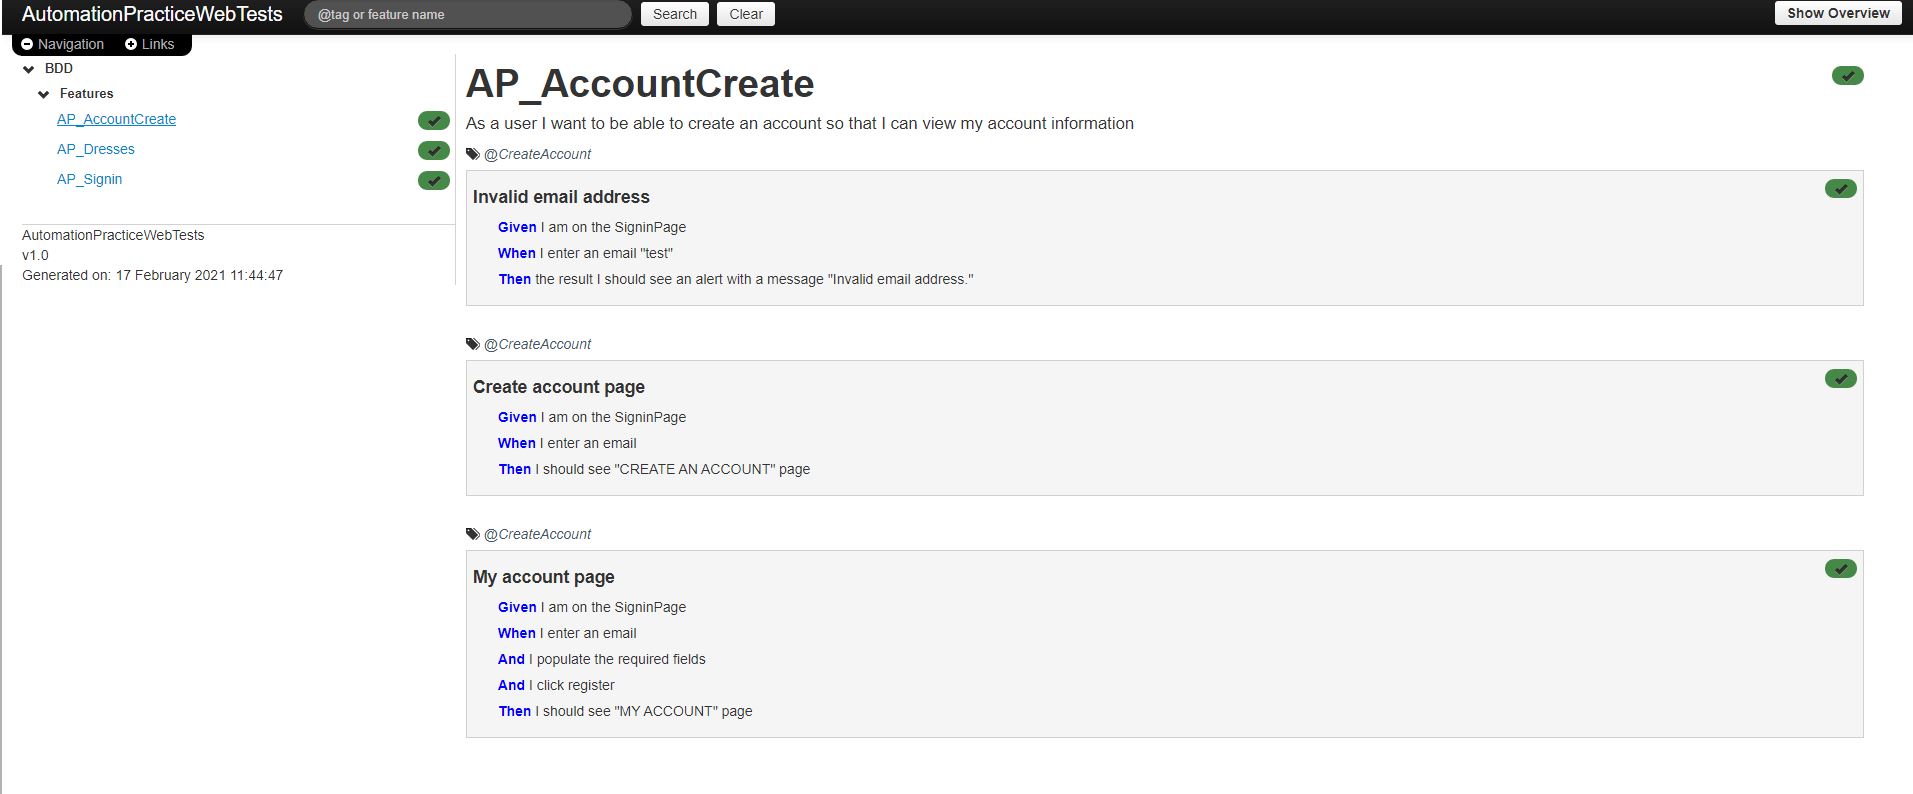 AutomationPracticeWebTests
@tag or feature name
Search
Clear
Show Overview
Navigation
Links
BDD
Features
AP_AccountCreate
AP_Dresses
AP_Signin
AutomationPracticeWebTests
v1.0
Generated on: 17 February 2021 11:44:47
AP_AccountCreate
As a user I want to be able to create an account so that I can view my account information
@CreateAccount
Invalid email address
Given I am on the SigninPage
When I enter an email "test"
Then the result I should see an alert with a message "Invalid email address."
@CreateAccount
Create account page
Given I am on the SigninPage
When I enter an email
Then I should see "CREATE AN ACCOUNT" page
@CreateAccount
My account page
Given I am on the SigninPage
When I enter an email
And I populate the required fields
And I click register
Then I should see "MY ACCOUNT" page